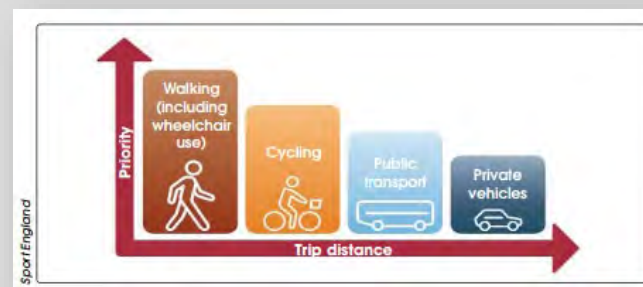 Walking
(including
wheelchair
use)
Cycling
Public
transport
Private
vehicles
Priority
Trip distance
Sport England